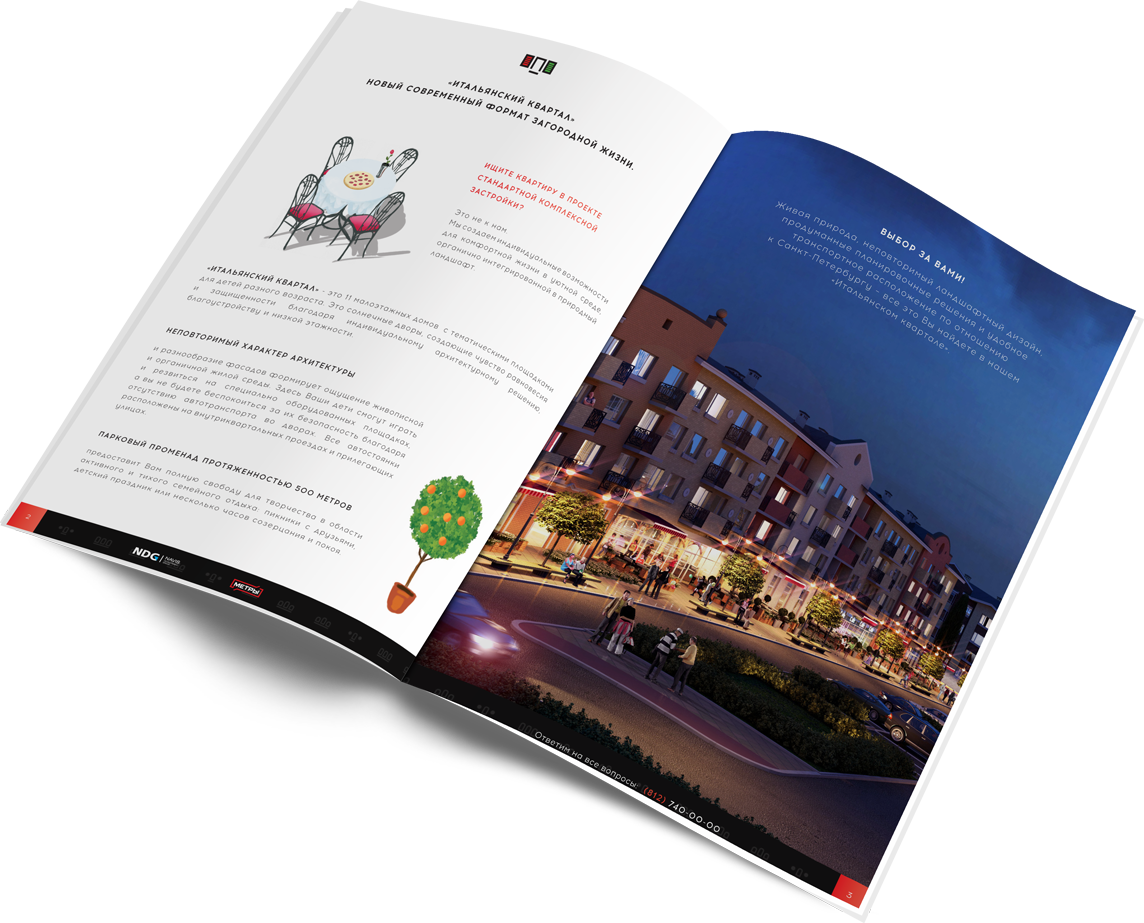 «ИТАЛЬЯНСКИЙ КВАРТАЛ»
НОВЫЙ СОВРЕМЕННЫЙ ФОРМАТ ЗАГОРОДНОЙ ЖИЗНИ.
ИЩИТЕ КВАРТИРУ В ПРОЕКТЕ
СТАНДАРТНОЙ КОМПЛЕКСНОЙ
ЗАСТРОЙКИ?
Это не к нам.
Мы создаем индивидуальные возможности
для комфортной жизни в уютной среде,
органично интегрированной в природный
ландшафт.
«ИТАЛЬЯНСКИЙ КВАРТАЛ» - это 11 малоэтажных домов с тематическими площадками
для детей разного возраста. Это солнечные дворы, создающие чувство равновесия
и защищенности благодаря индивидуальному архитектурному решению,
благоустройству и низкой этажности.
НЕПОВТОРИМЫЙ ХАРАКТЕР АРХИТЕКТУРЫ
и разнообразие фасадов формирует ощущение живописной
и органичной жилой среды. Здесь Ваши дети смогут играть
и резвиться на специально оборудованных площадках,
а вы не будете беспокоиться за их безопасность благодаря
отсутствию автотранспорта во дворах. Все автостоянки
расположены на внутриквартальных проездах и прилегающих
улицах.
ПАРКОВЫЙ ПРОМЕНАД ПРОТЯЖЕННОСТЬЮ 500 МЕТРОВ
предоставит Вам полную свободу для творчества в области
активного и тихого семейного отдыха: пикники с друзьями,
детский праздник или несколько часов созерцания и покоя.
2
NDG
МЕТРЫ
ВЫБОР ЗА ВАМИ!
Живая природа, неповторимый ландшафтный дизайн,
продуманные планировочные решения и удобное
транспортное расположение по отношению
к Санкт-Петербургу - все это Вы найдете в нашем
«Итальянском квартале».
Ответим на все вопросы: (812) 740-00-00
3